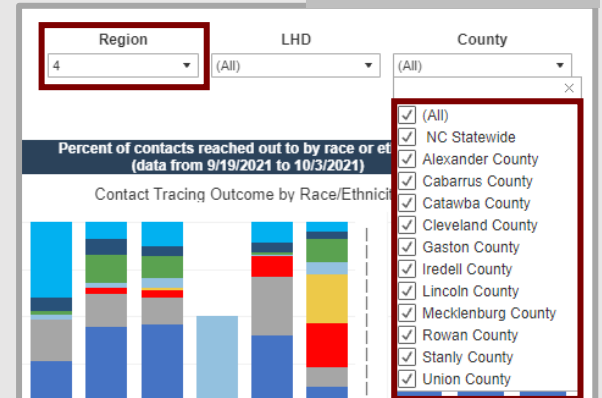 Region
LHD
County
4
(All)
(All)
(All)
NC Statewide
Alexander County
Cabarrus County
Catawba County
Cleveland County
Gaston County
Iredell County
Lincoln County
Mecklenburg County
Rowan County
Stanly County
Union County
Percent of contacts reached out to by race or et
(data from 9/19/2021 to 10/3/2021)
Contact Tracing Outcome by Race/Ethnicit